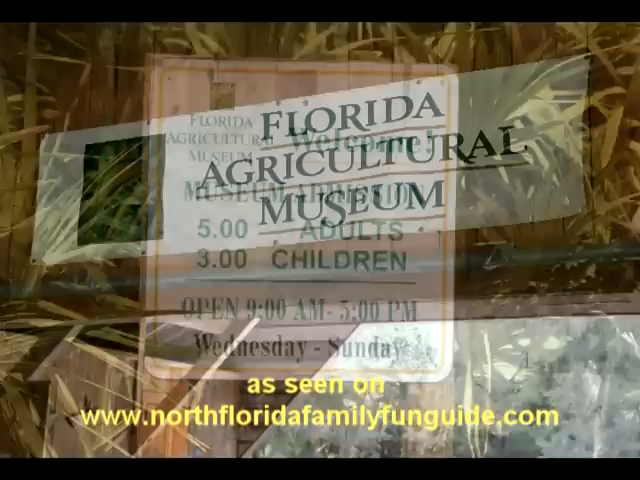 FLORIDA
AGRICULTURAL
MUSEUM
FLORIDA
AGRICULTURAL
MUSEUM
Welcome!
MUSEUM ADMISSION
5.00 ADULTS
3.00 CHILDREN
OPEN 9:00 AM - 5:00 PM
Wednesday - Sunday
as seen on
www.northfloridafamilyfunguide.com